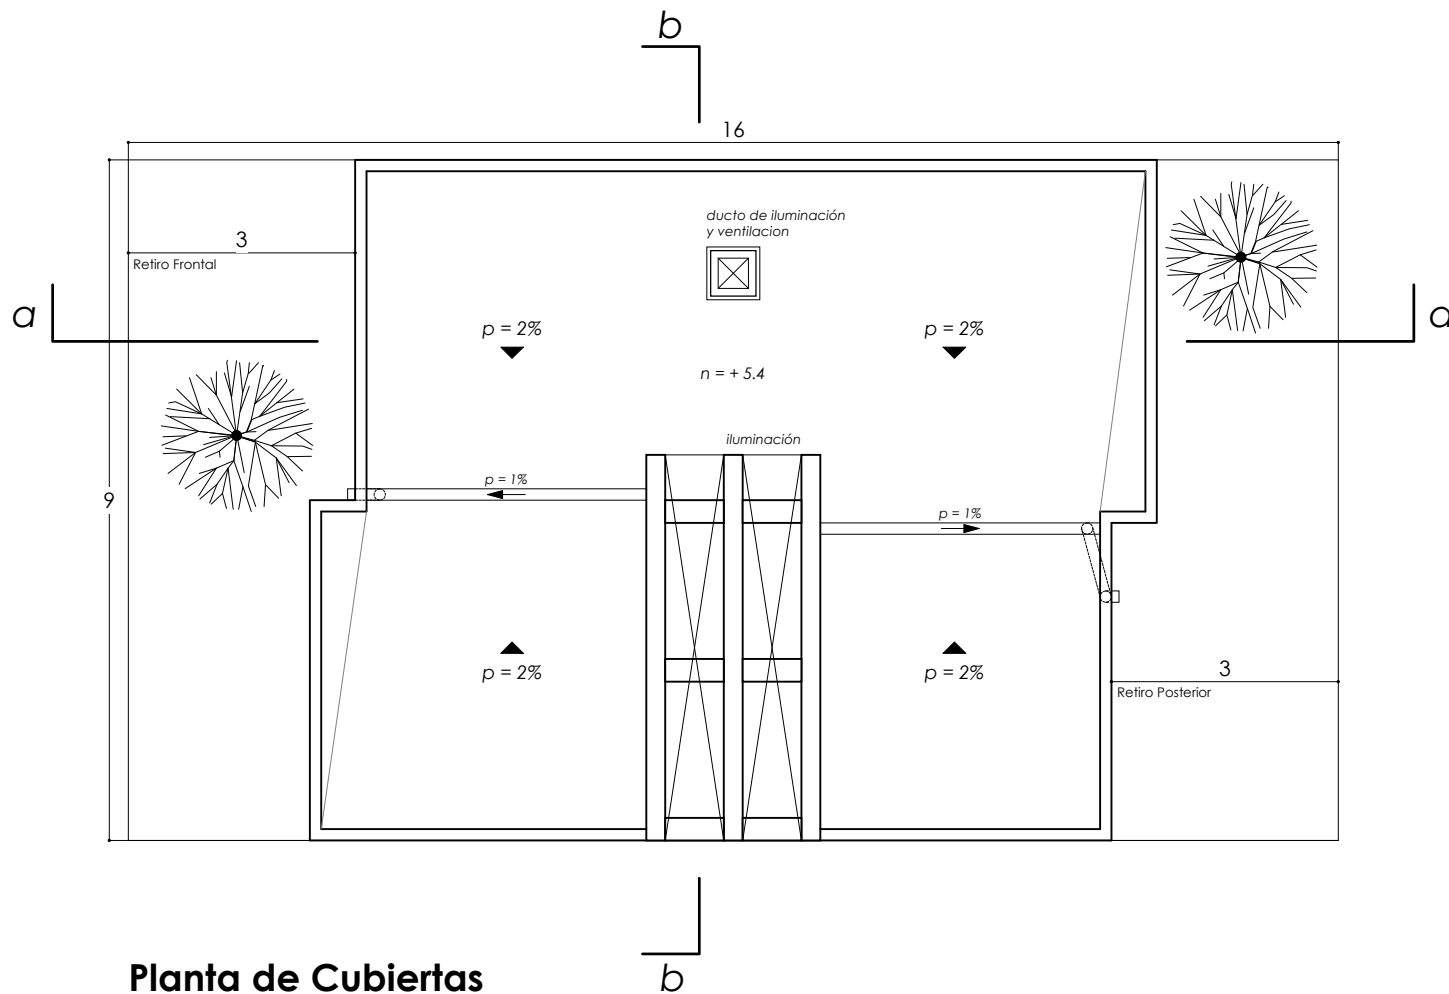 b
16
ducto de iluminación
y ventilacion
3
Retiro Frontal
a
a
p = 2%
p = 2%
n = + 5.4
iluminación
p = 1%
9
p = 1%
p = 2%
p = 2%
3
Retiro Posterior
b
Planta de Cubiertas